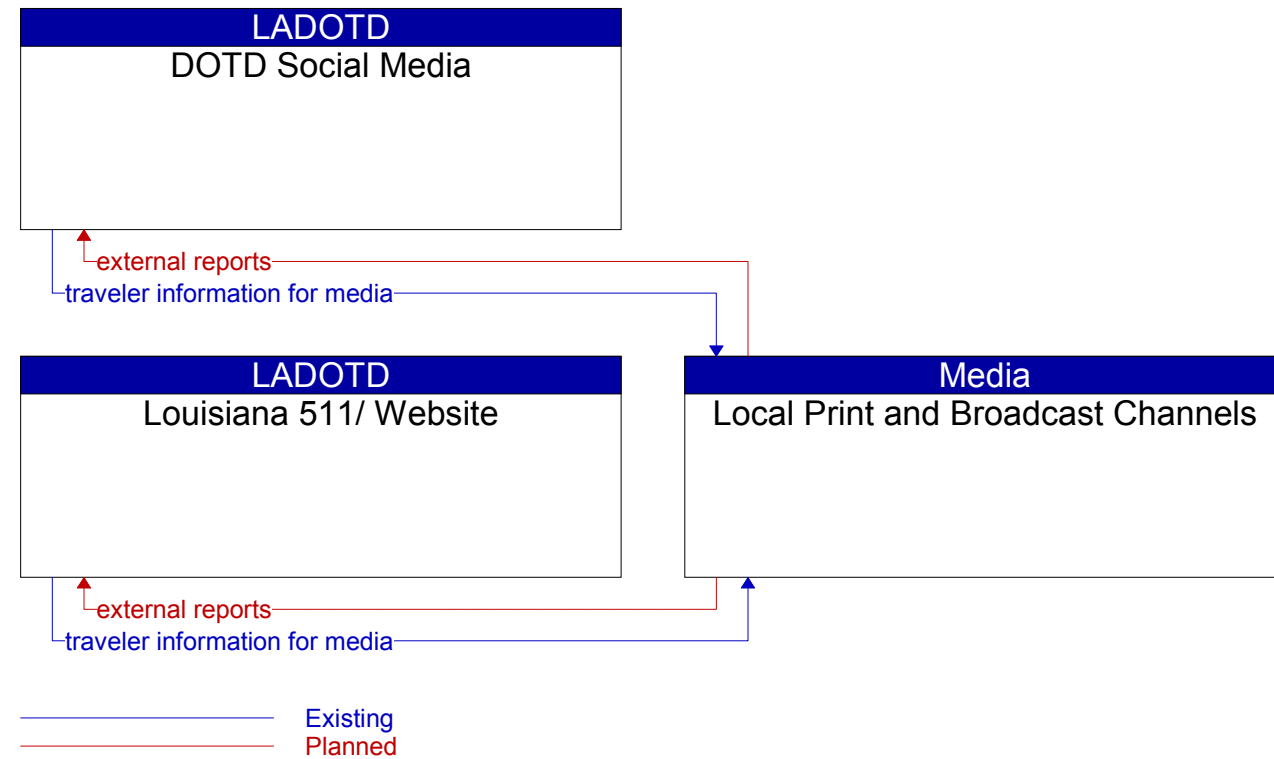 LADOTD
DOTD Social Media
external reports
traveler information for media
LADOTD
Louisiana 511/ Website
Media
Local Print and Broadcast Channels
external reports
traveler information for media
Existing
Planned